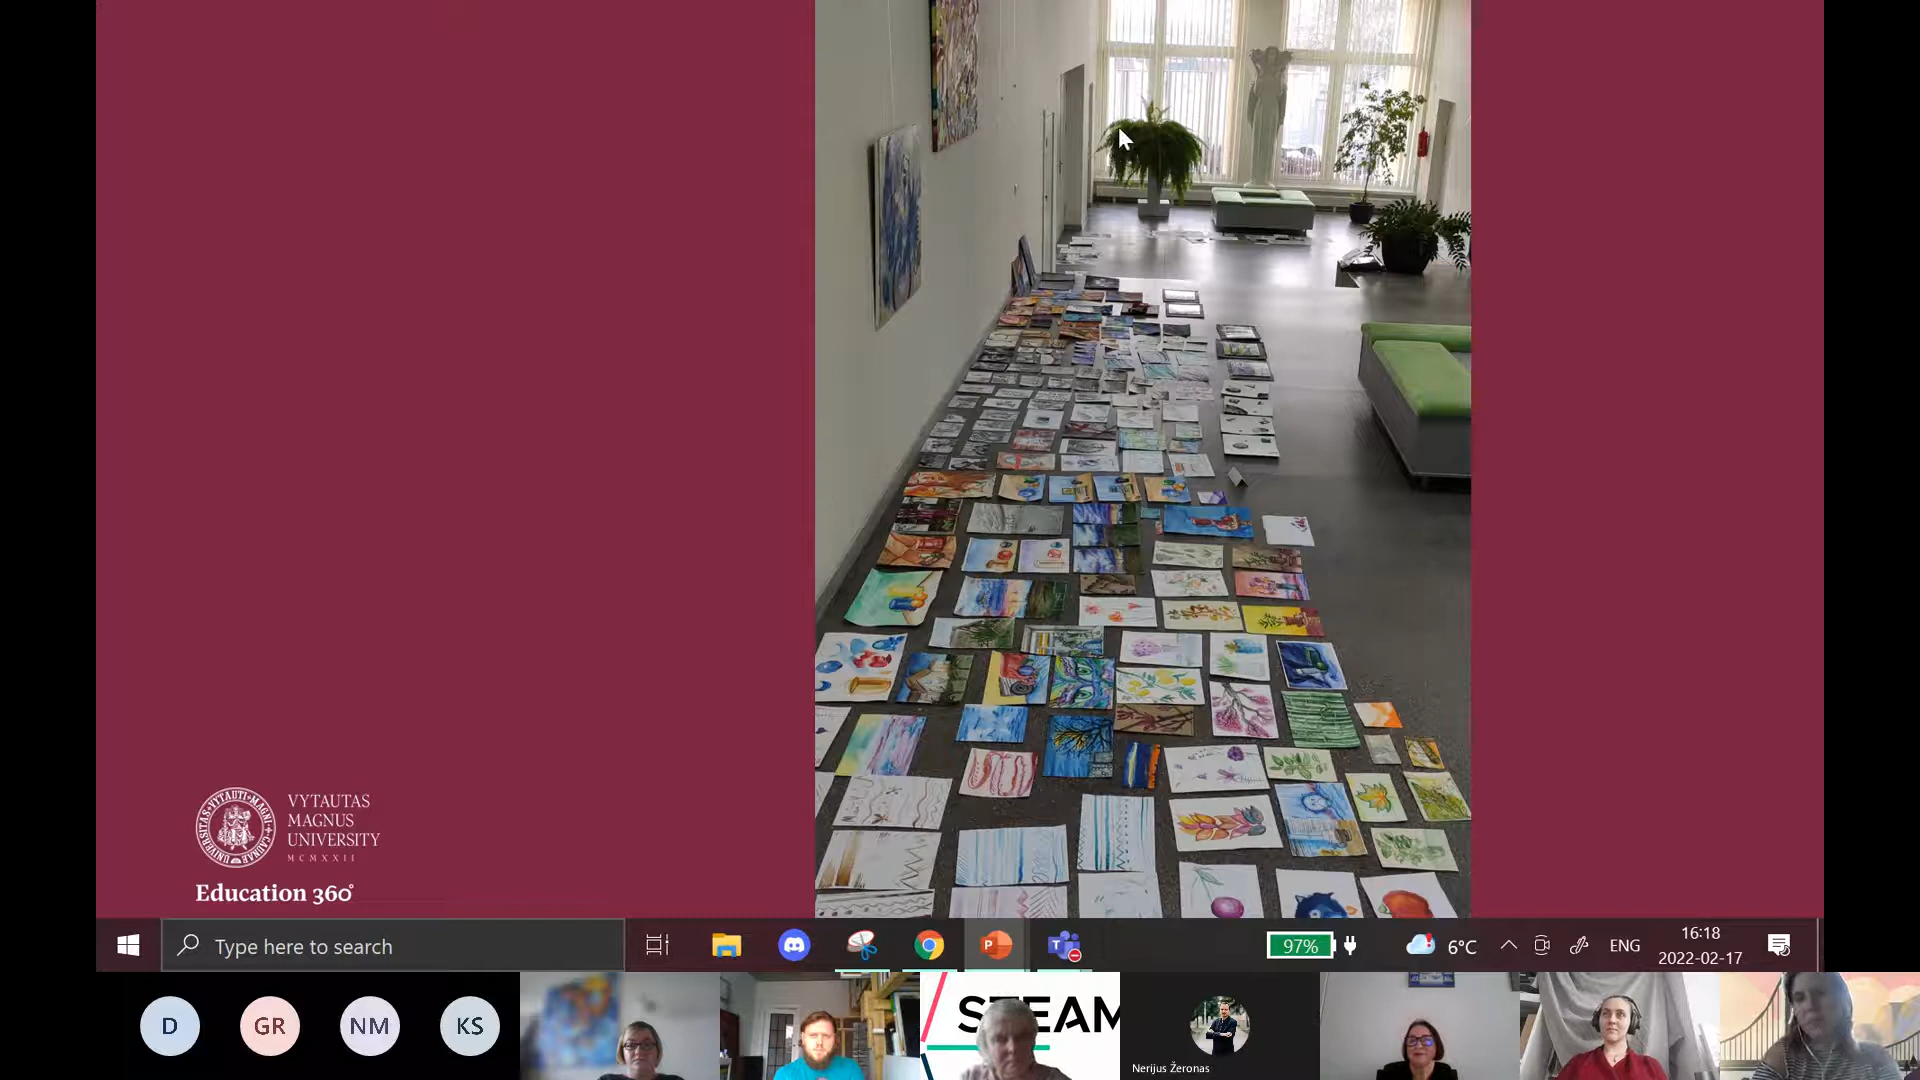 VYTAUTAS
MAGNUS
UNIVERSITY
MCMXXII
Education 360°
Type here to search
97%
6°C
ENG
16:18
2022-02-17
D
GR
NM
KS
STEAM
Nerijus Žeronas